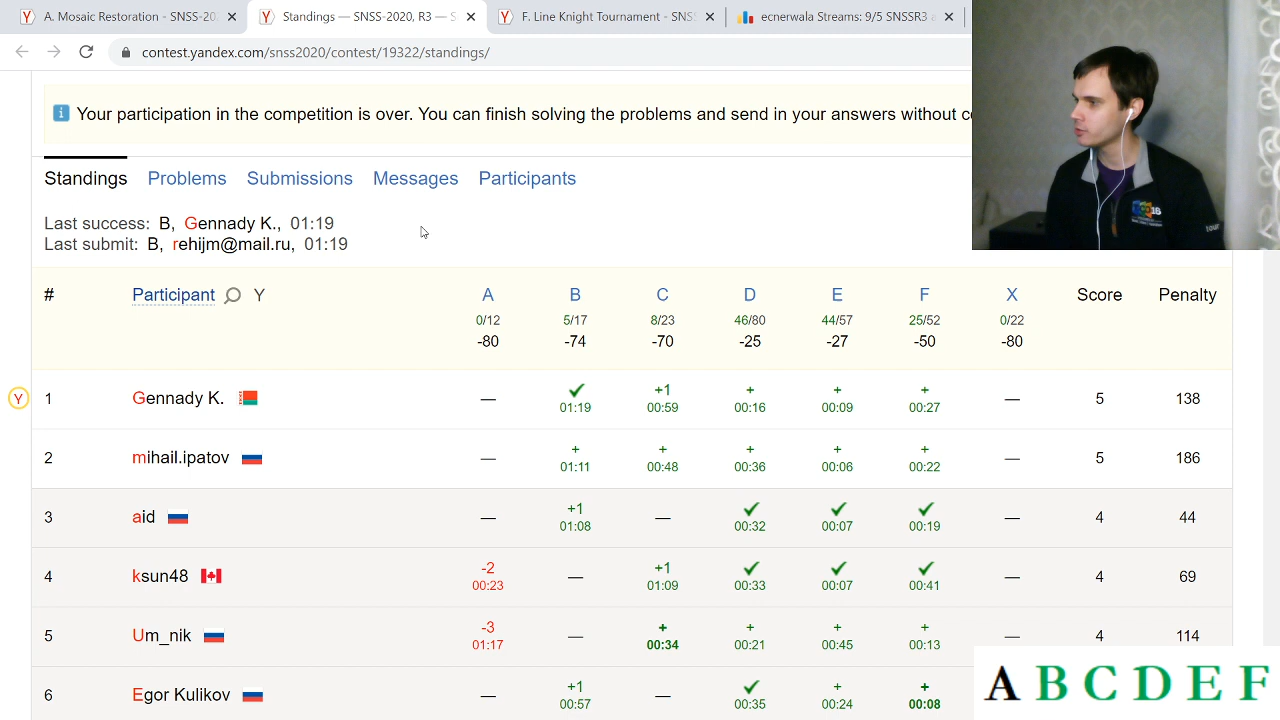 A. Mosaic Restoration - SNSS-20
Standings — SNSS-2020, R3 — S
F. The Knight Tournament - SNSS
ecnerwala Streams: 9/5 SNSSR3 a
contest.yandex.com/snss2020/contest/19322/standings/
Your participation in the competition is over. You can finish solving the problems and send in your answers without co
Standings Problems Submissions Messages Participants
Last success: B, Gennady K., 01:19
Last submit: B, renijm@mail.ru, 01:19
# Participant Y A B C D E F X Score Penalty
0/12 5/17 8/23 46/80 44/57 25/52 0/22
-80 -74 -70 -25 -27 -50 -80
Y 1 Gennady K. — ✓ +1 + + + — 5 138
01:19 00:59 00:16 00:09 00:27
2 mihail.ipatov — + + + + + — 5 186
01:11 00:48 00:36 00:06 00:22
3 aid — +1 — ✓ ✓ ✓ — 4 44
01:08 00:32 00:07 00:19
4 ksun48 -2 — +1 ✓ ✓ ✓ — 4 69
00:23 01:09 00:33 00:07 00:41
5 Um_nik -3 — + + + + — 4 114
01:17 00:34 00:21 00:45 00:13
6 Egor Kulikov — +1 — ✓ + +
00:57 00:35 00:24 00:08
A B C D E F